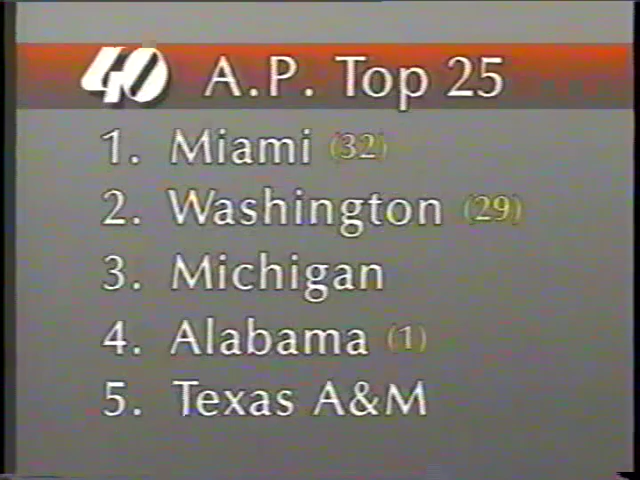 40 A.P. Top 25
1. Miami (32)
2. Washington (29)
3. Michigan
4. Alabama (1)
5. Texas A&M